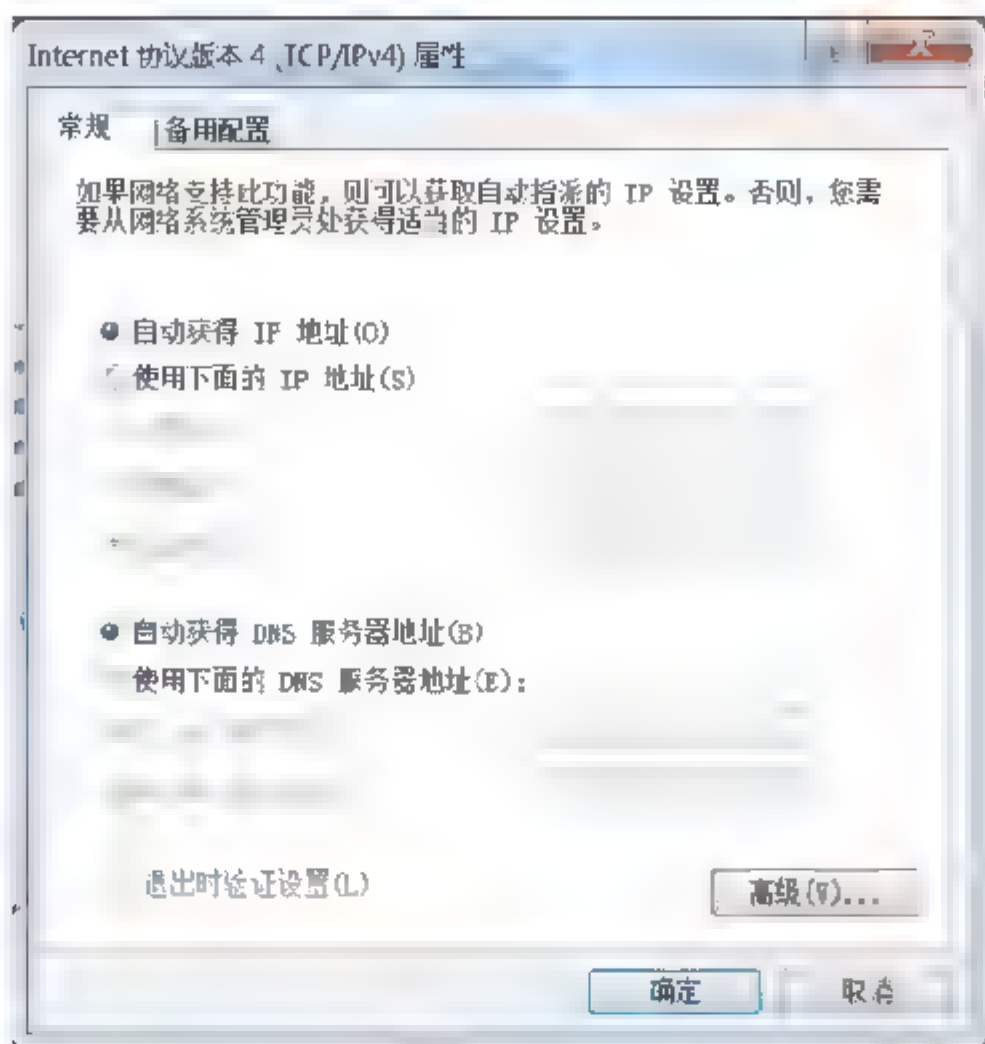 Internet 协议版本 4 (TCP/IPv4) 属性
常规
备用配置
如果网络支持此功能，则可以获取自动指派的 IP 设置。否则，您需
要从网络系统管理员处获得适当的 IP 设置。
自动获得 IP 地址(O)
使用下面的 IP 地址(S)
自动获得 DNS 服务器地址(B)
使用下面的 DNS 服务器地址(E):
退出时验证设置(L)
高级(V)...
确定
取消